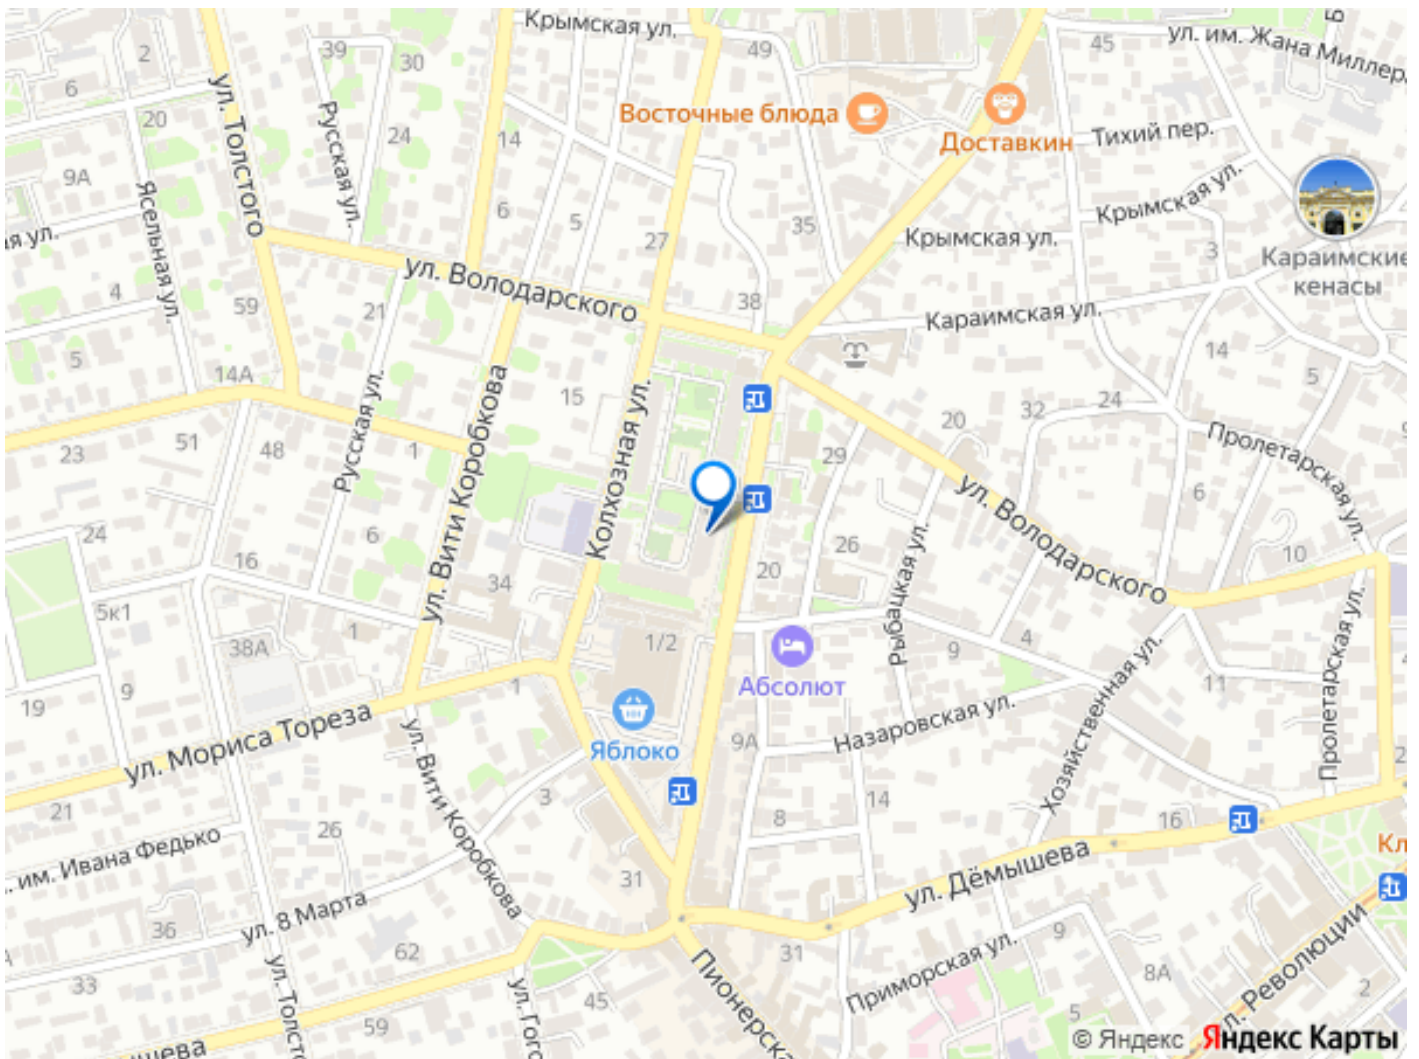 Крымская ул.
49
45
ул. им. Жана Миллера
Б
2
39
30
6
ул. Толстого
20
Русская ул.
24
14
Восточные блюда
Доставкин
Тихий пер.
9А
Ясельная ул.
6
5
27
35
Крымская ул.
Крымская ул.
3
Караимские
кенасы
я ул.
ул. Володарского
4
59
21
38
Караимская ул.
5
14А
15
14
5
Русская ул.
ул. Вити Коробкова
Колхозная ул.
20
32
24
Пролетарская ул.
23
51
48
1
29
6
ул. Володарского
24
6
16
26
Рыбацкая ул.
10
5к1
34
20
38А
1
1/2
9
4
Хозяйственная ул.
Пролетарская ул.
19
9
1
Абсолют
11
ул. Мориса Тореза
Яблоко
9А
Назаровская ул.
ул. Вити Коробкова
21
3
14
8
16
26
. им. Ивана Федько
ул. Дёмышева
Кл
31
ул. 8 Марта
36
62
31
9
Приморская ул.
33
ул. Толсто
ул. Гого
45
Пионерска
8А
ул. Революции
2
59
5
ышева
© Яндекс Яндекс Карты